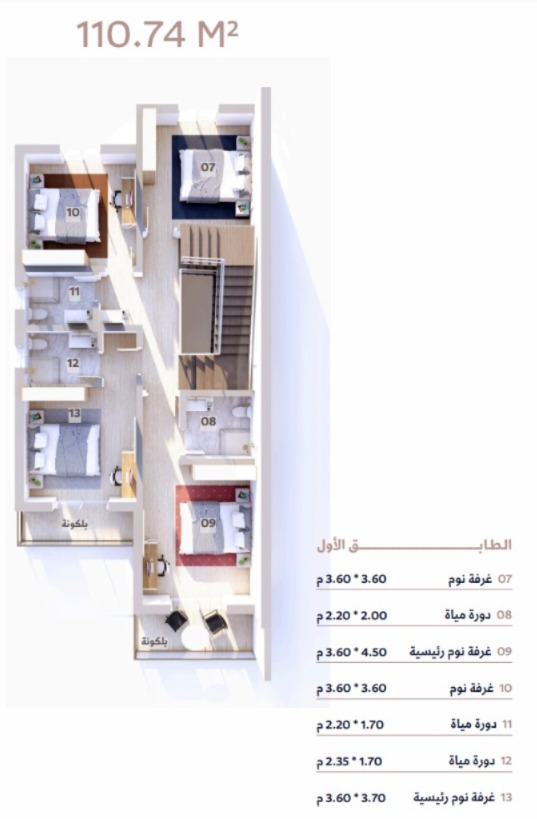 110.74 M²
07
10
11
12
08
13
09
بلكونة
بلكونة
الطابــــــــــق الأول
07 غرفة نوم 3.60 * 3.60 م
08 دورة مياة 2.00 * 2.20 م
09 غرفة نوم رئيسية 4.50 * 3.60 م
10 غرفة نوم 3.60 * 3.60 م
11 دورة مياة 1.70 * 2.20 م
12 دورة مياة 1.70 * 2.35 م
13 غرفة نوم رئيسية 3.70 * 3.60 م